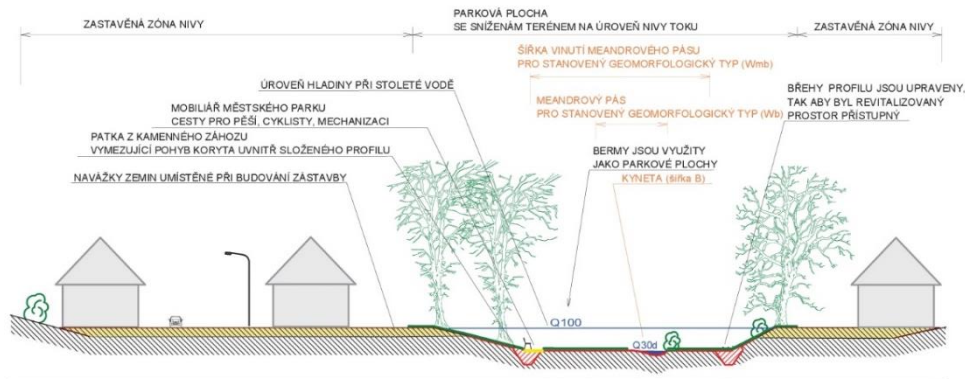 ZASTAVĚNÁ ZÓNA NIVY
PARKOVÁ PLOCHA
SE SNÍŽENÁM TERÉNEM NA ÚROVEŇ NIVY TOKU
ZASTAVĚNÁ ZÓNA NIVY
ŠÍŘKA VINUTÍ MEANDROVÉHO PÁSU
PRO STANOVENÝ GEOMORFOLOGICKÝ TYP (Wmb)
ÚROVEŇ HLADINY PŘI STOLETÉ VODĚ
BŘEHY PROFILU JSOU UPRAVENY,
TAK ABY BYL REVITALIZOVANÝ
PROSTOR PŘÍSTUPNÝ
MEANDROVÝ PÁS
PRO STANOVENÝ GEOMORFOLOGICKÝ TYP (Wb)
MOBILIÁŘ MĚSTSKÉHO PARKU
CESTY PRO PĚŠÍ, CYKLISTY, MECHANIZACI
PATKA Z KAMENNÉHO ZÁHOZU
VYMEZUJÍCÍ POHYB KORYTA UVNITŘ SLOŽENÉHO PROFILU
BERMY JSOU VYUŽITY
JAKO PARKOVÉ PLOCHY
KYNETA (šířka B)
NAVÁŽKY ZEMIN UMÍSTĚNÉ PŘI BUDOVÁNÍ ZÁSTAVBY
Q100
Q30d